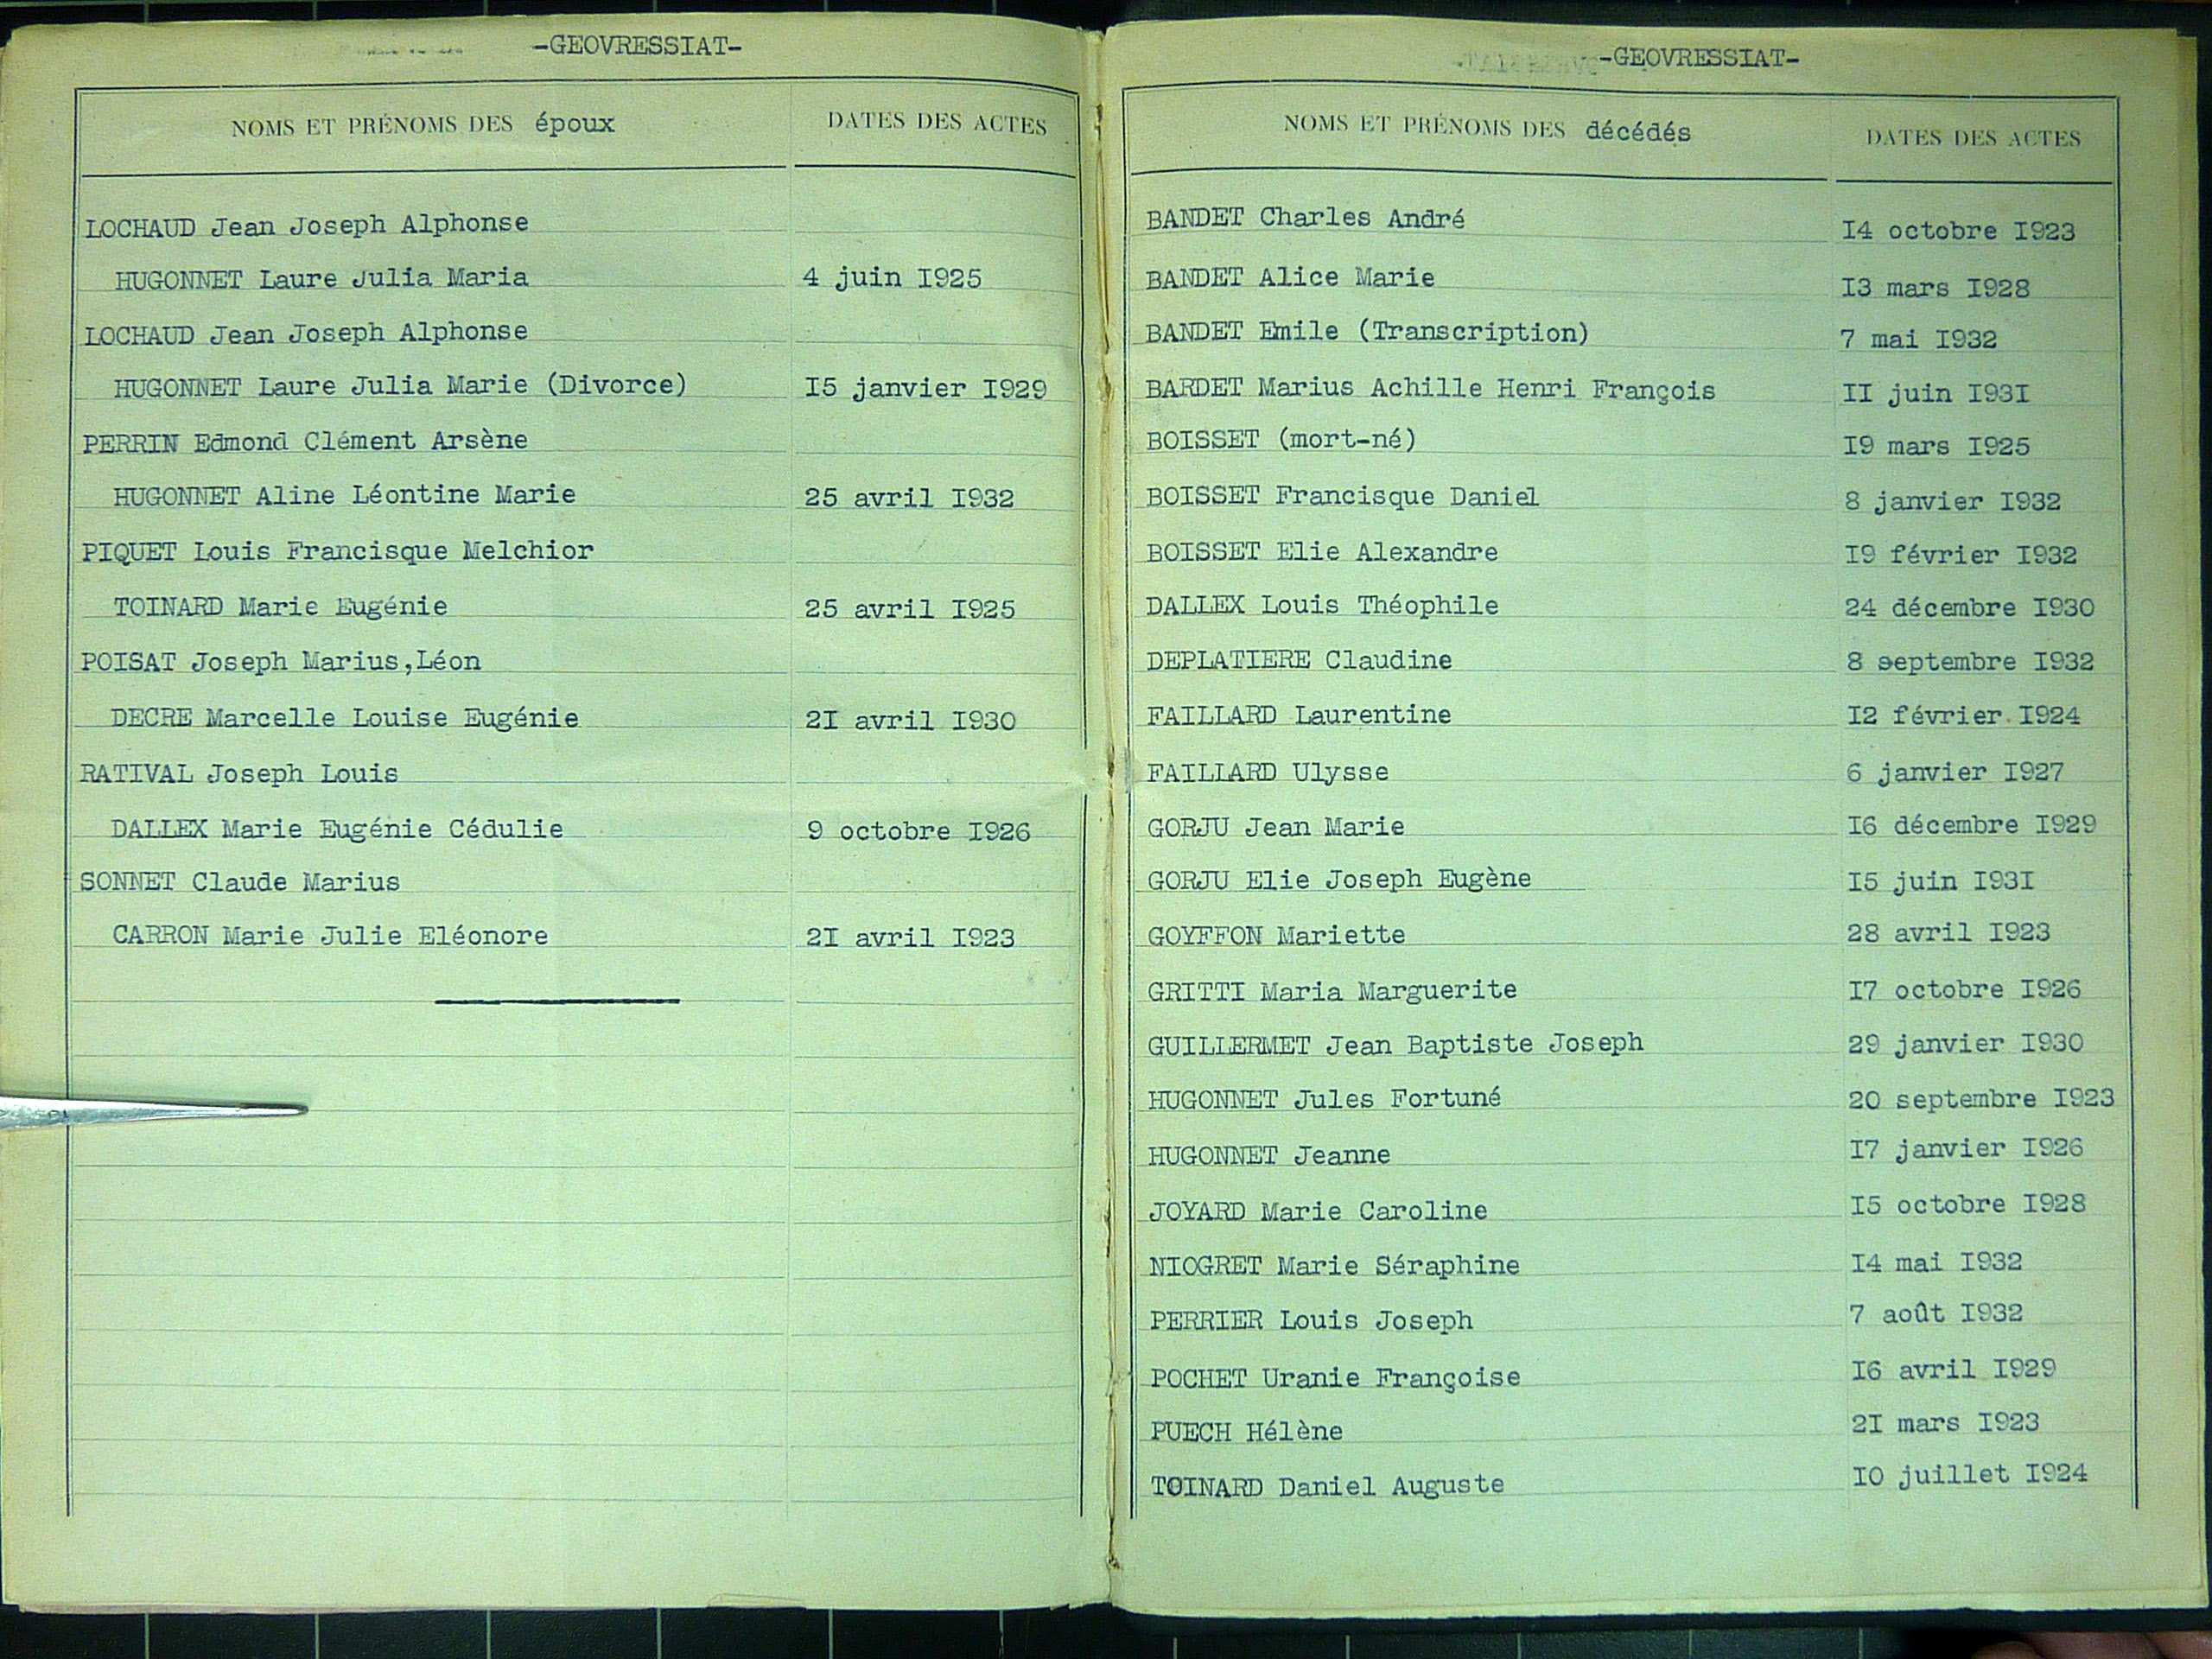 -GEOVRESSIAT-
NOMS ET PRÉNOMS DES époux DATES DES ACTES
LOCHAUD Jean Joseph Alphonse
HUGONNET Laure Julia Maria 4 juin I925
LOCHAUD Jean Joseph Alphonse
HUGONNET Laure Julia Marie (Divorce) I5 janvier I929
PERRIN Edmond Clément Arsène
HUGONNET Aline Léontine Marie 25 avril I932
PIQUET Louis Francisque Melchior
TOINARD Marie Eugénie 25 avril I925
POISAT Joseph Marius,Léon
DECRE Marcelle Louise Eugénie 2I avril I930
RATIVAL Joseph Louis
DALLEX Marie Eugénie Cédulie 9 octobre I926
SONNET Claude Marius
CARRON Marie Julie Eléonore 2I avril I923
-GEOVRESSIAT-
NOMS ET PRÉNOMS DES décédés DATES DES ACTES
BANDET Charles André I4 octobre I923
BANDET Alice Marie I3 mars I928
BANDET Emile (Transcription) 7 mai I932
BARDET Marius Achille Henri François II juin I93I
BOISSET (mort-né) I9 mars I925
BOISSET Francisque Daniel 8 janvier I932
BOISSET Elie Alexandre I9 février I932
DALLEX Louis Théophile 24 décembre I930
DEPLATIERE Claudine 8 septembre I932
FAILLARD Laurentine I2 février I924
FAILLARD Ulysse 6 janvier I927
GORJU Jean Marie I6 décembre I929
GORJU Elie Joseph Eugène I5 juin I93I
GOYFFON Mariette 28 avril I923
GRITTI Maria Marguerite I7 octobre I926
GUILLERMET Jean Baptiste Joseph 29 janvier I930
HUGONNET Jules Fortuné 20 septembre I923
HUGONNET Jeanne I7 janvier I926
JOYARD Marie Caroline I5 octobre I928
NIOGRET Marie Séraphine I4 mai I932
PERRIER Louis Joseph 7 août I932
POCHET Uranie Françoise I6 avril I929
PUECH Hélène 2I mars I923
TOINARD Daniel Auguste IO juillet I924